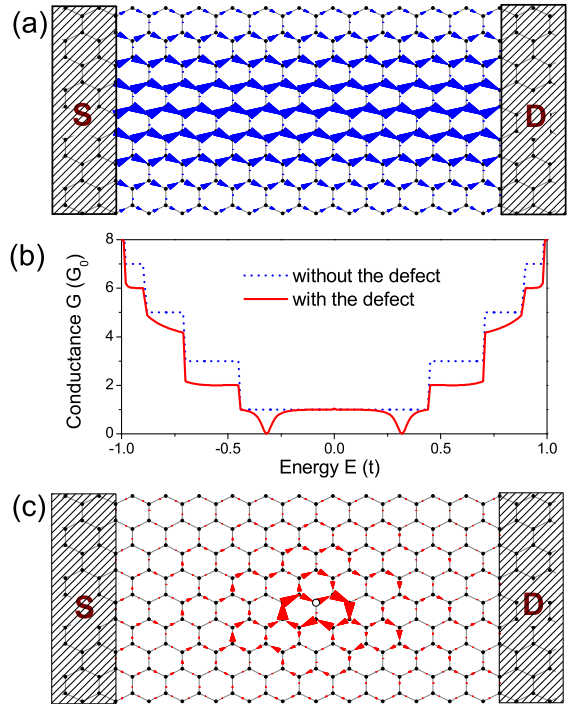 (a)
S
D
(b)
Conductance G (G₀)
8
6
4
2
0
without the defect
with the defect
-1.0 -0.5 0.0 0.5 1.0
Energy E (t)
(c)
S
D